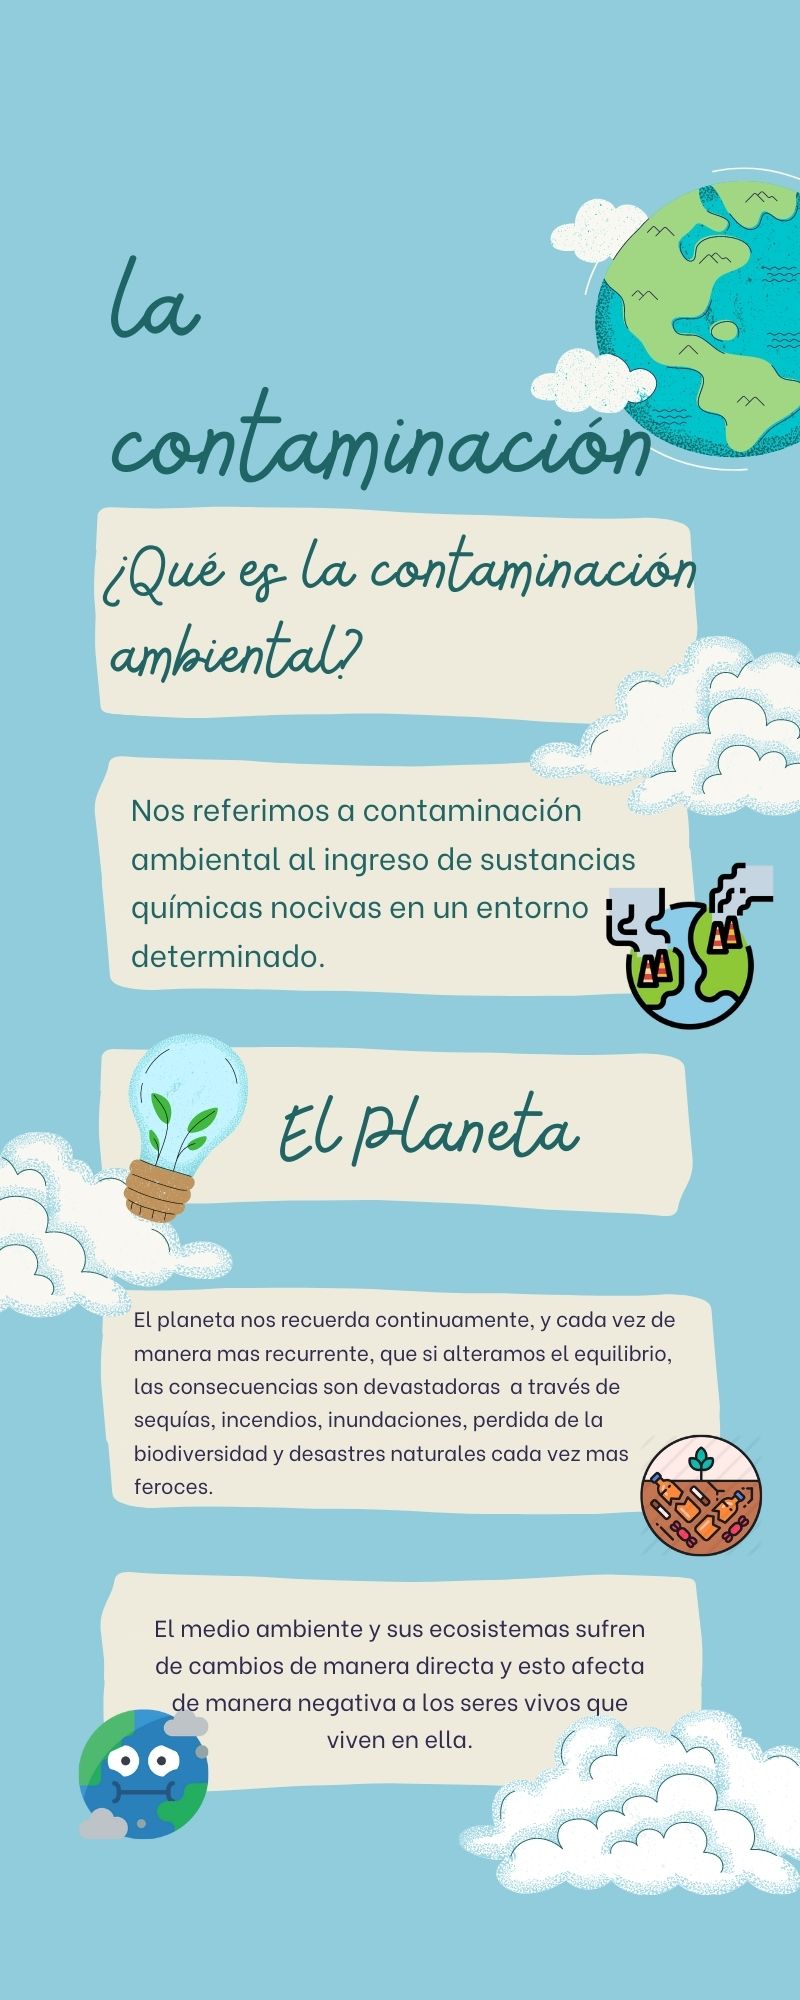 la
contaminación
¿Qué es la contaminación
ambiental?
Nos referimos a contaminación
ambiental al ingreso de sustancias
químicas nocivas en un entorno
determinado.
El planeta
El planeta nos recuerda continuamente, y cada vez de
manera mas recurrente, que si alteramos el equilibrio,
las consecuencias son devastadoras  a través de
sequías, incendios, inundaciones, perdida de la
biodiversidad y desastres naturales cada vez mas
feroces.
El medio ambiente y sus ecosistemas sufren
de cambios de manera directa y esto afecta
de manera negativa a los seres vivos que
viven en ella.